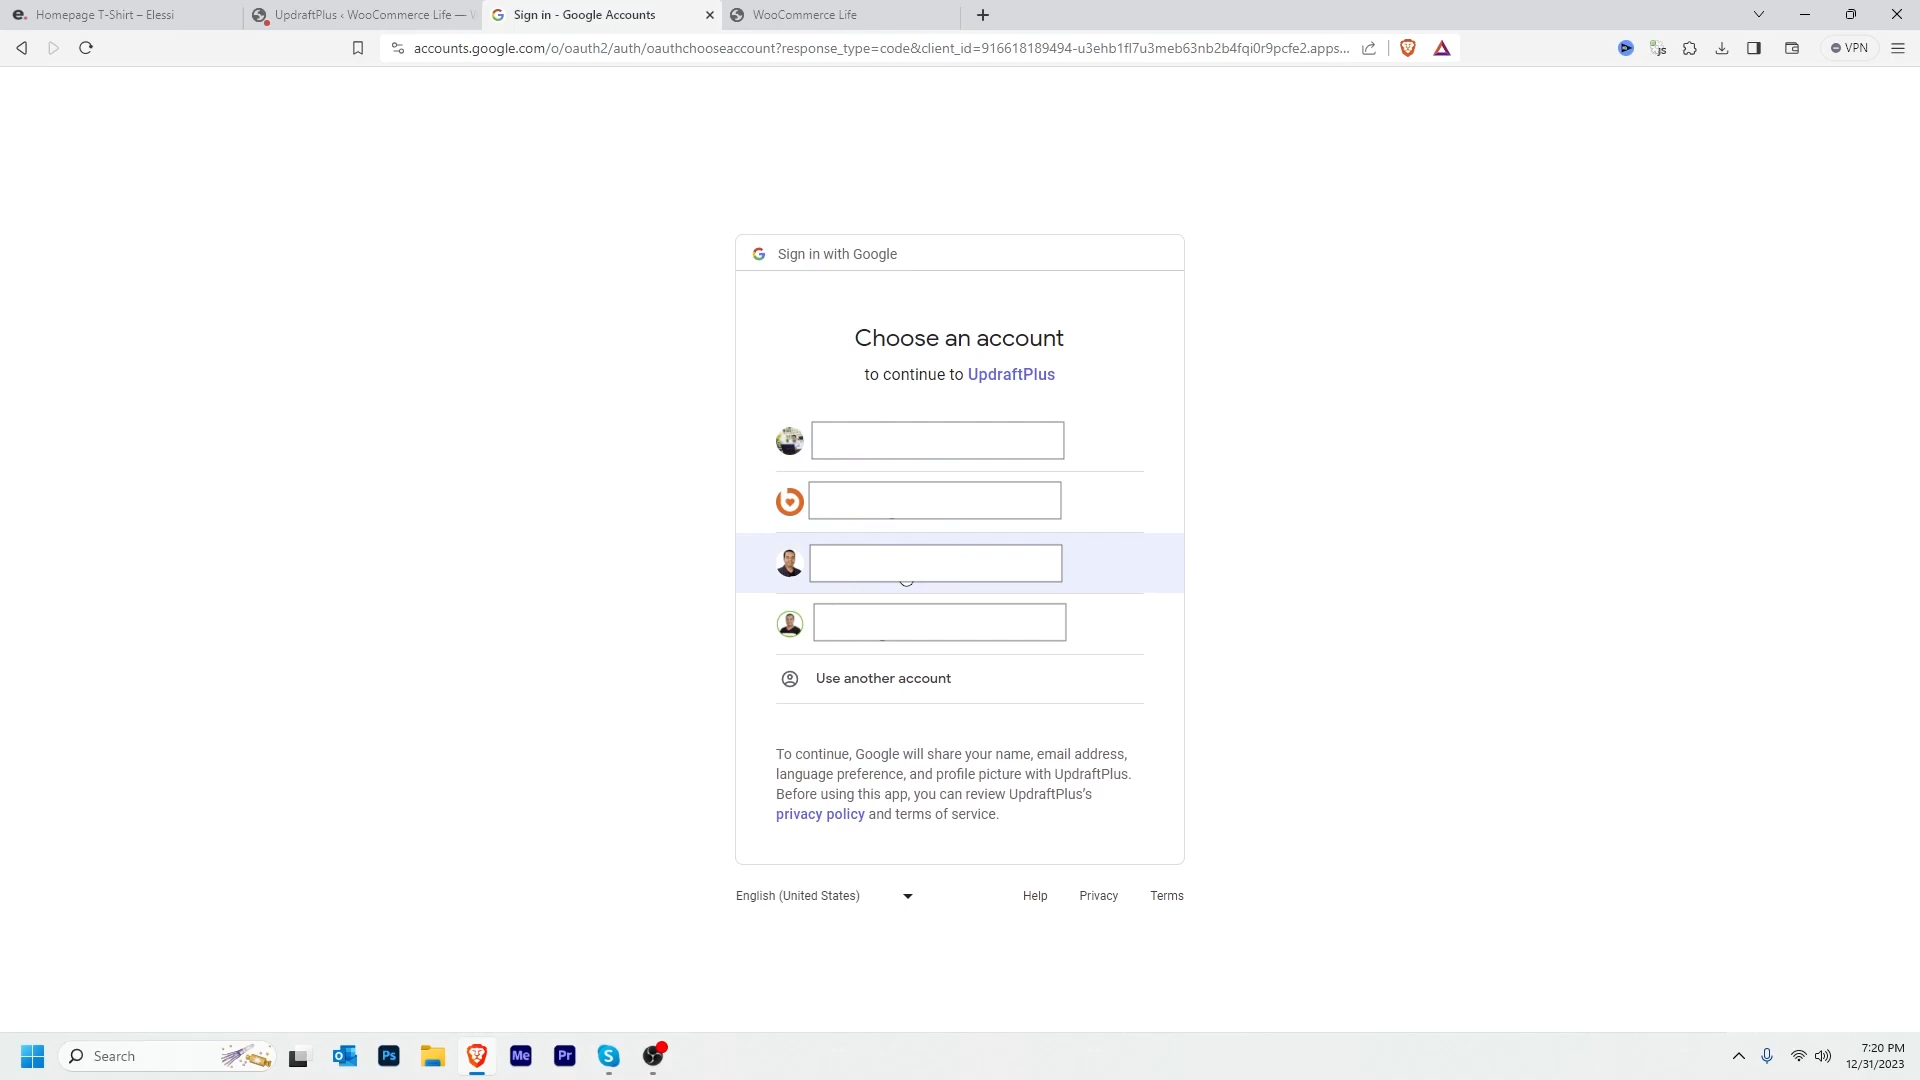 Homepage T-Shirt – Elessi
UpdraftPlus ‹ WooCommerce Life —
Sign in - Google Accounts
WooCommerce Life
accounts.google.com/o/oauth2/auth/oauthchooseaccount?response_type=code&client_id=916618189494-u3ehb1fl7u3meb63nb2b4fqi0r9pcfe2.apps...
VPN
Sign in with Google
Choose an account
to continue to UpdraftPlus
Use another account
To continue, Google will share your name, email address,
language preference, and profile picture with UpdraftPlus.
Before using this app, you can review UpdraftPlus’s
privacy policy and terms of service.
English (United States)
Help
Privacy
Terms
Search
Ps
Me
Pr
7:20 PM
12/31/2023